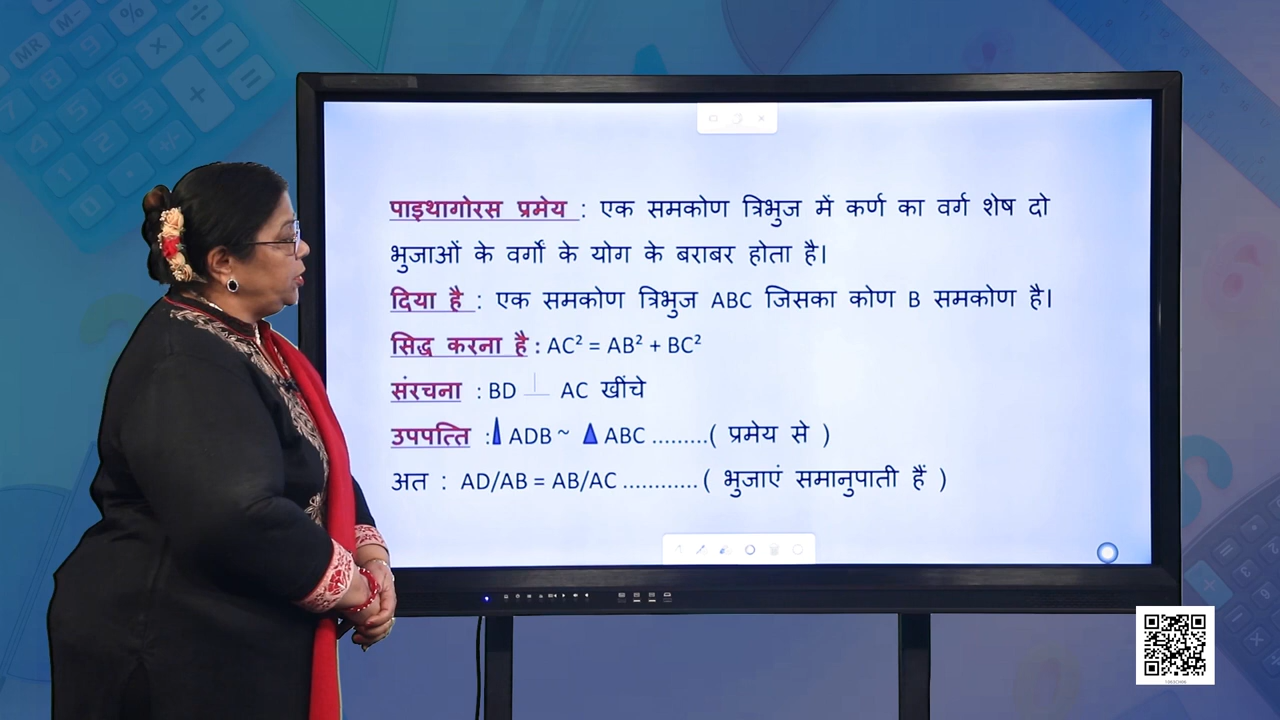 पाइथागोरस प्रमेय : एक समकोण त्रिभुज में कर्ण का वर्ग शेष दो
भुजाओं के वर्गों के योग के बराबर होता है।
दिया है : एक समकोण त्रिभुज ABC जिसका कोण B समकोण है।
सिद्ध करना है : AC² = AB² + BC²
संरचना : BD ⊥ AC खींचे
उपपत्ति : ADB ~ ABC .........( प्रमेय से )
अत : AD/AB = AB/AC ............ ( भुजाएं समानुपाती हैं )